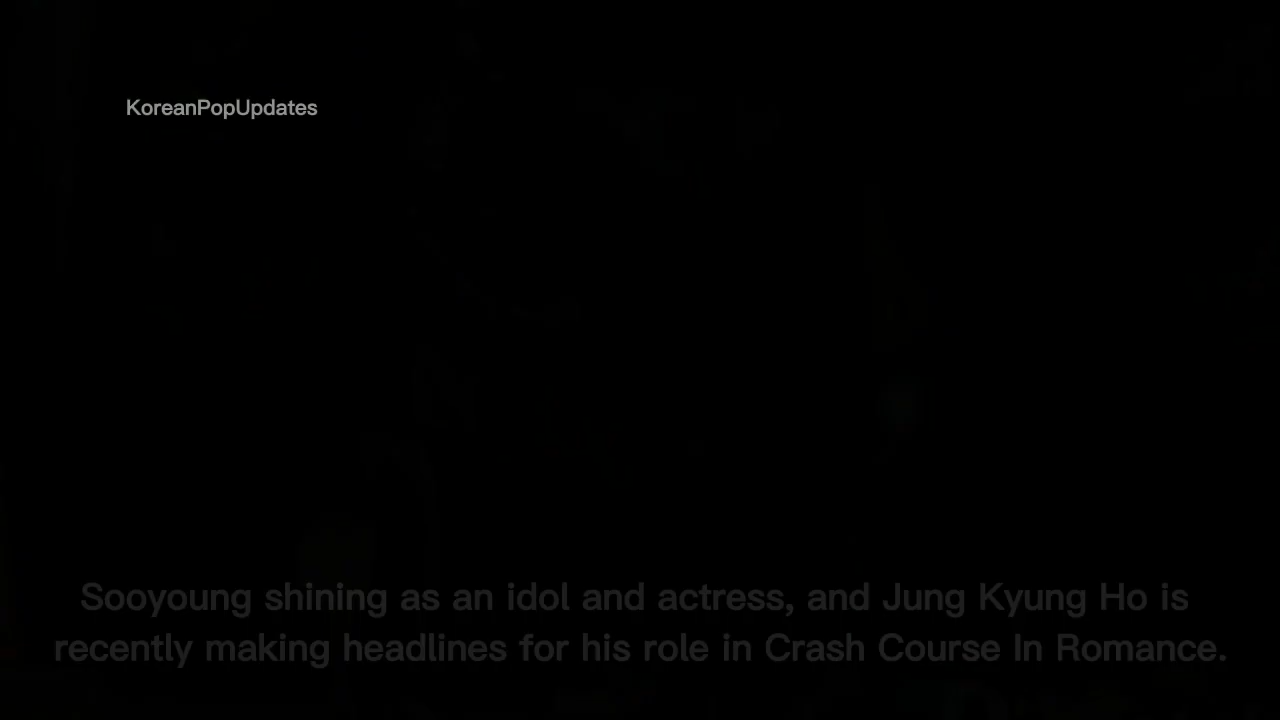 KoreanPopUpdates
Sooyoung shining as an idol and actress, and Jung Kyung Ho is
recently making headlines for his role in Crash Course In Romance.